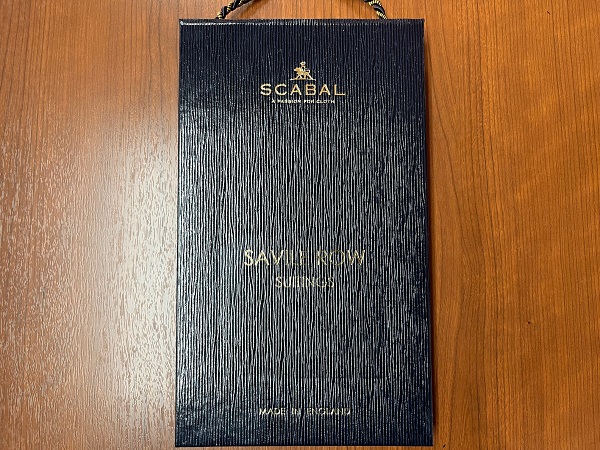 SCABAL
A PASSION FOR CLOTH
SAVILE ROW
SUITINGS
MADE IN ENGLAND